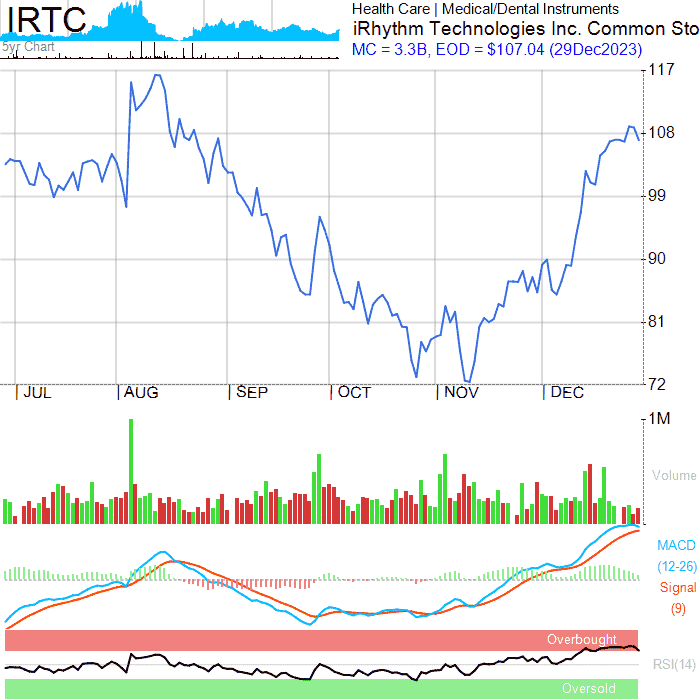 IRTC
5yr Chart
Health Care | Medical/Dental Instruments
iRhythm Technologies Inc. Common Sto
MC = 3.3B, EOD = $107.04 (29Dec2023)
117
108
99
90
81
72
JUL AUG SEP OCT NOV DEC
1M
Volume
MACD
(12-26)
Signal
(9)
Overbought
RSI(14)
Oversold